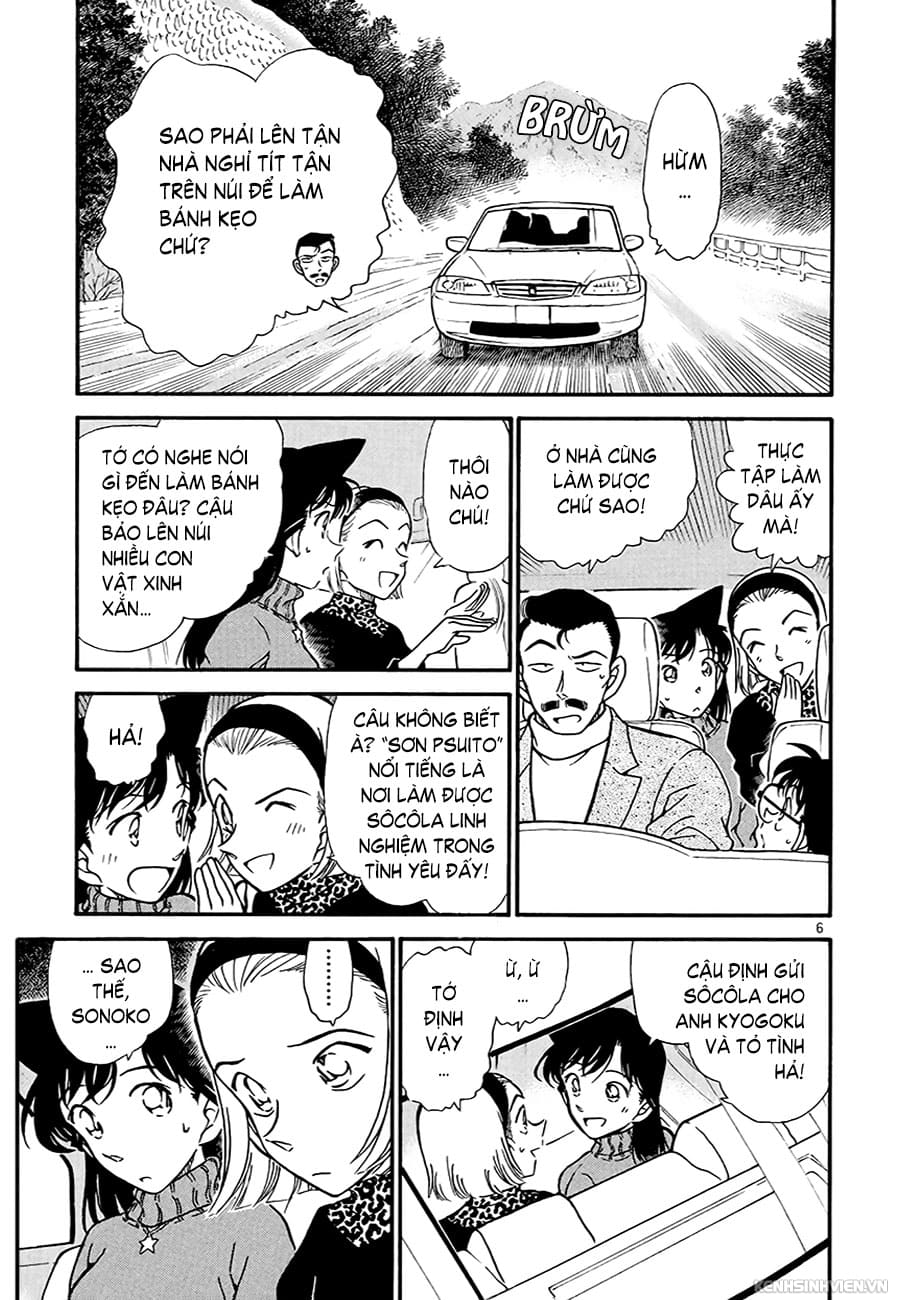 HỪM
...
BRỪM
SAO PHẢI LÊN TẬN
NHÀ NGHỈ TÍT TẬN
TRÊN NÚI ĐỂ LÀM
BÁNH KẸO
CHỨ?
THỰC
TẬP LÀM
DÂU ẤY
MÀ!
Ở NHÀ CŨNG
LÀM ĐƯỢC
CHỨ SAO!
THÔI
NÀO
CHÚ!
TỚ CÓ NGHE NÓI
GÌ ĐẾN LÀM BÁNH
KẸO ĐÂU? CẬU
BẢO LÊN NÚI
NHIỀU CON
VẬT XINH
XẮN...
CẬU KHÔNG BIẾT
À? “SƠN PSUITO”
NỔI TIẾNG LÀ
NƠI LÀM ĐƯỢC
SÔCÔLA LINH
NGHIỆM TRONG
TÌNH YÊU ĐẤY!
HẢ!
6
CẬU ĐỊNH GỬI
SÔCÔLA CHO
ANH KYOGOKU
VÀ TỎ TÌNH
HẢ!
Ừ, Ừ
...
TỚ
ĐỊNH
VẬY ...
.........
... SAO
THẾ,
SONOKO
...
KENHSINHVIEN.VN